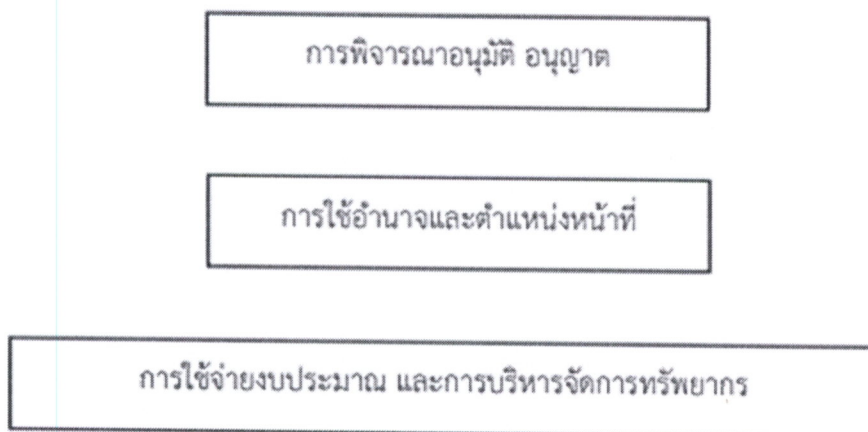 การพิจารณาอนุมัติ อนุญาต
การใช้อำนาจและตำแหน่งหน้าที่
การใช้จ่ายงบประมาณ และการบริหารจัดการทรัพยากร